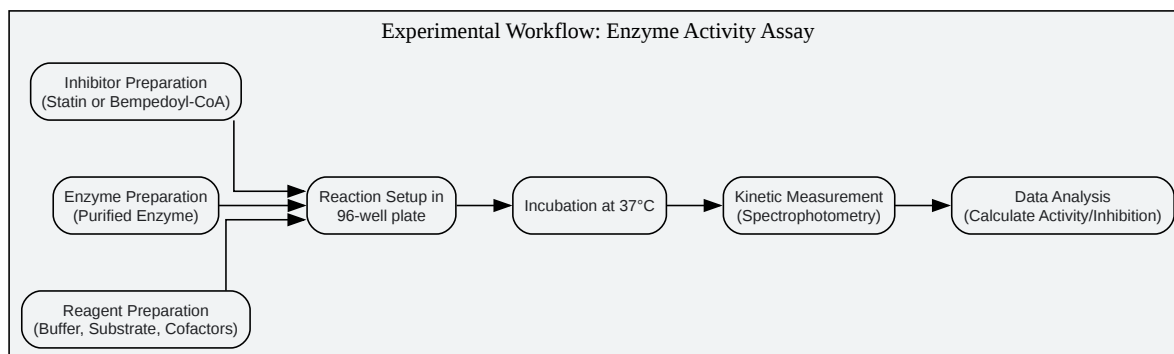 Experimental Workflow: Enzyme Activity Assay
Inhibitor Preparation
(Statin or Bempedoyl-CoA)
Enzyme Preparation
(Purified Enzyme)
Reagent Preparation
(Buffer, Substrate, Cofactors)
Reaction Setup in
96-well plate
Incubation at 37°C
Kinetic Measurement
(Spectrophotometry)
Data Analysis
(Calculate Activity/Inhibition)